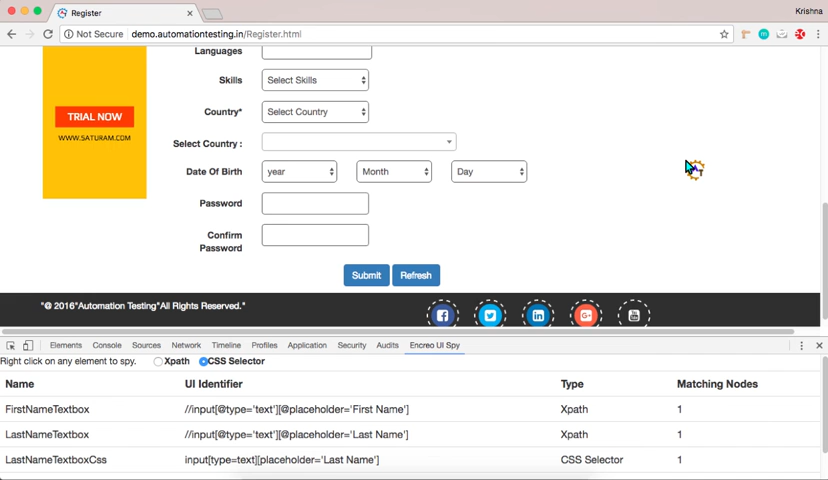 Register
Krishna
Not Secure demo.automationtesting.in/Register.html
Languages
Skills Select Skills
TRIAL NOW
Country* Select Country
WWW.SATURAM.COM
Select Country :
Date Of Birth year Month Day
Password
Confirm
Password
Submit Refresh
"@ 2016"Automation Testing"All Rights Reserved."
Elements Console Sources Network Timeline Profiles Application Security Audits Encreo UI Spy
Right click on any element to spy. Xpath CSS Selector
Name UI Identifier Type Matching Nodes
FirstNameTextbox //input[@type='text'][@placeholder='First Name'] Xpath 1
LastNameTextbox //input[@type='text'][@placeholder='Last Name'] Xpath 1
LastNameTextboxCss input[type=text][placeholder='Last Name'] CSS Selector 1